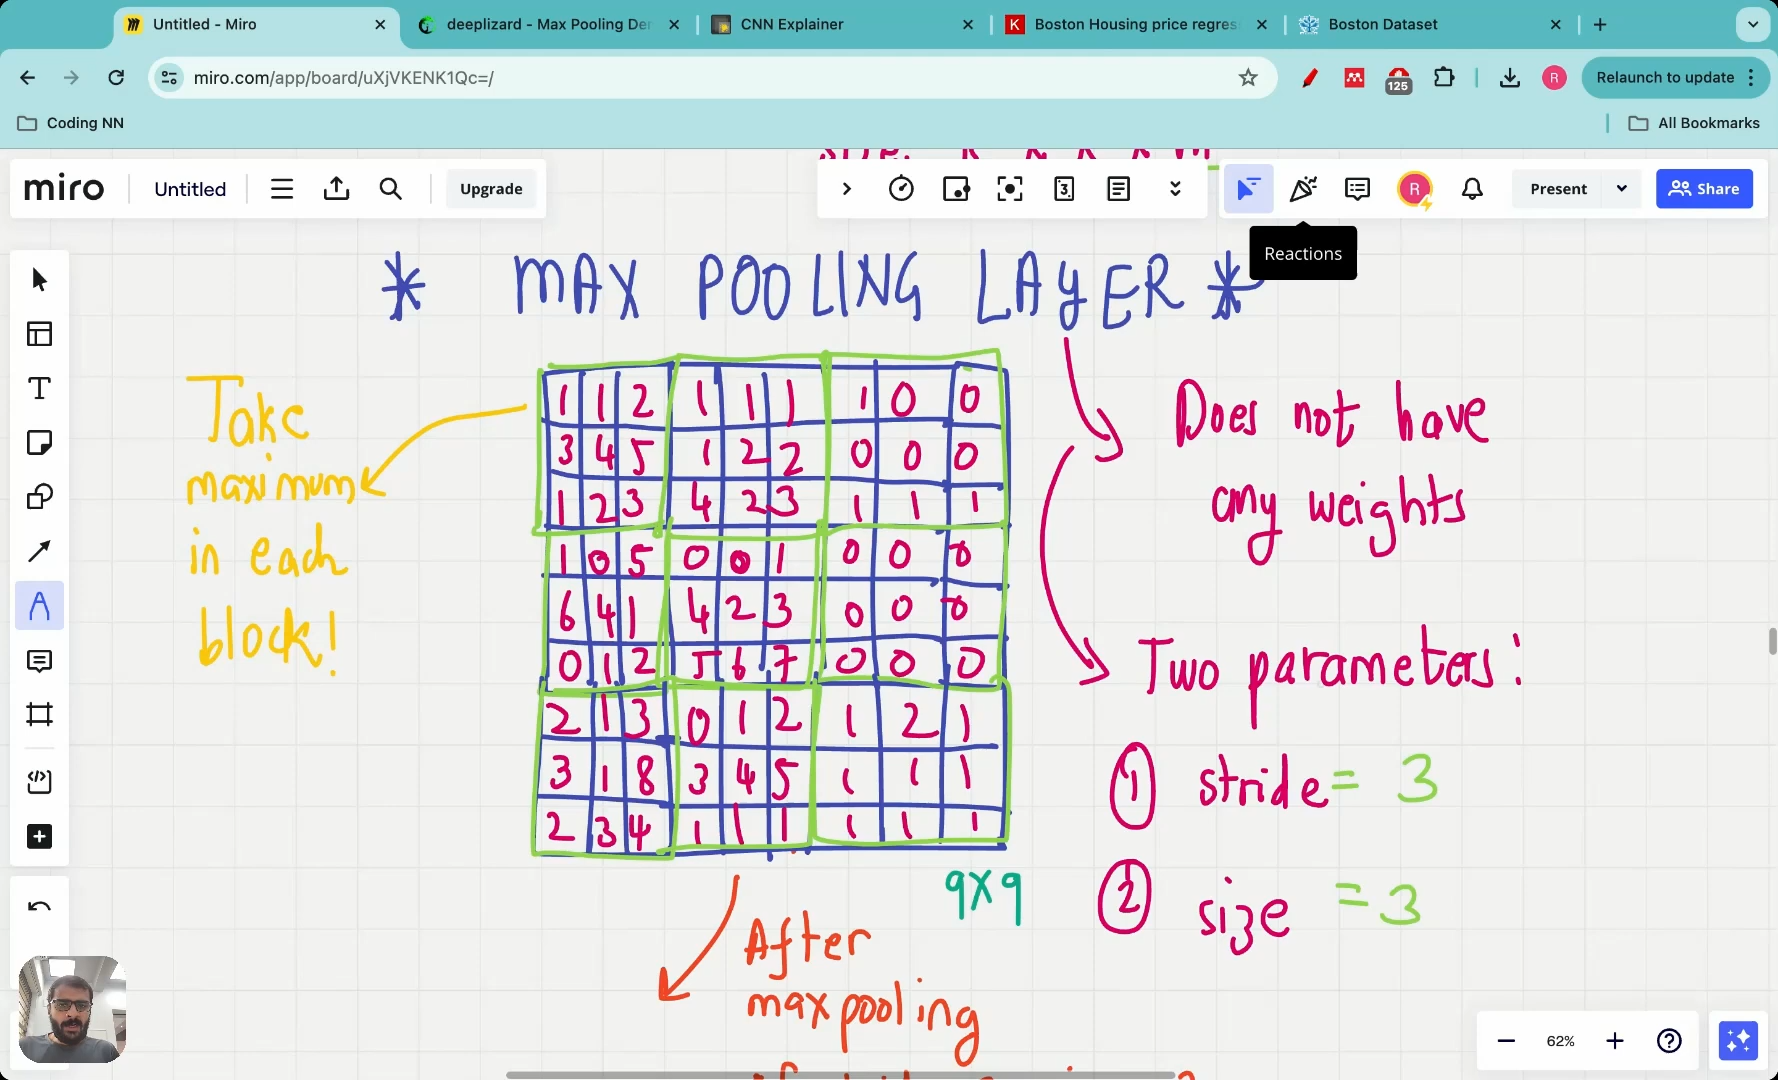 Untitled - Miro
deeplizard - Max Pooling De
CNN Explainer
Boston Housing price regres
Boston Dataset
miro.com/app/board/uXjVKENK1Qc=/
125
R
Relaunch to update
Coding NN
All Bookmarks
miro
Untitled
Upgrade
3
R
Present
Share
Reactions
* MAX POOLING LAYER *
Take
maximum
in each
block!
1 1 2 1 1 1 1 0 0
3 4 5 1 2 2 0 0 0
1 2 3 4 2 3 1 1 1
1 0 5 0 0 1 0 0 0
6 4 1 4 2 3 0 0 0
0 1 2 5 6 7 0 0 0
2 1 3 0 1 2 1 2 1
3 1 8 3 4 5 1 1 1
2 3 4 1 1 1 1 1 1
9X9
Does not have
any weights
Two parameters:
1 stride = 3
2 size = 3
After
maxpooling
62%